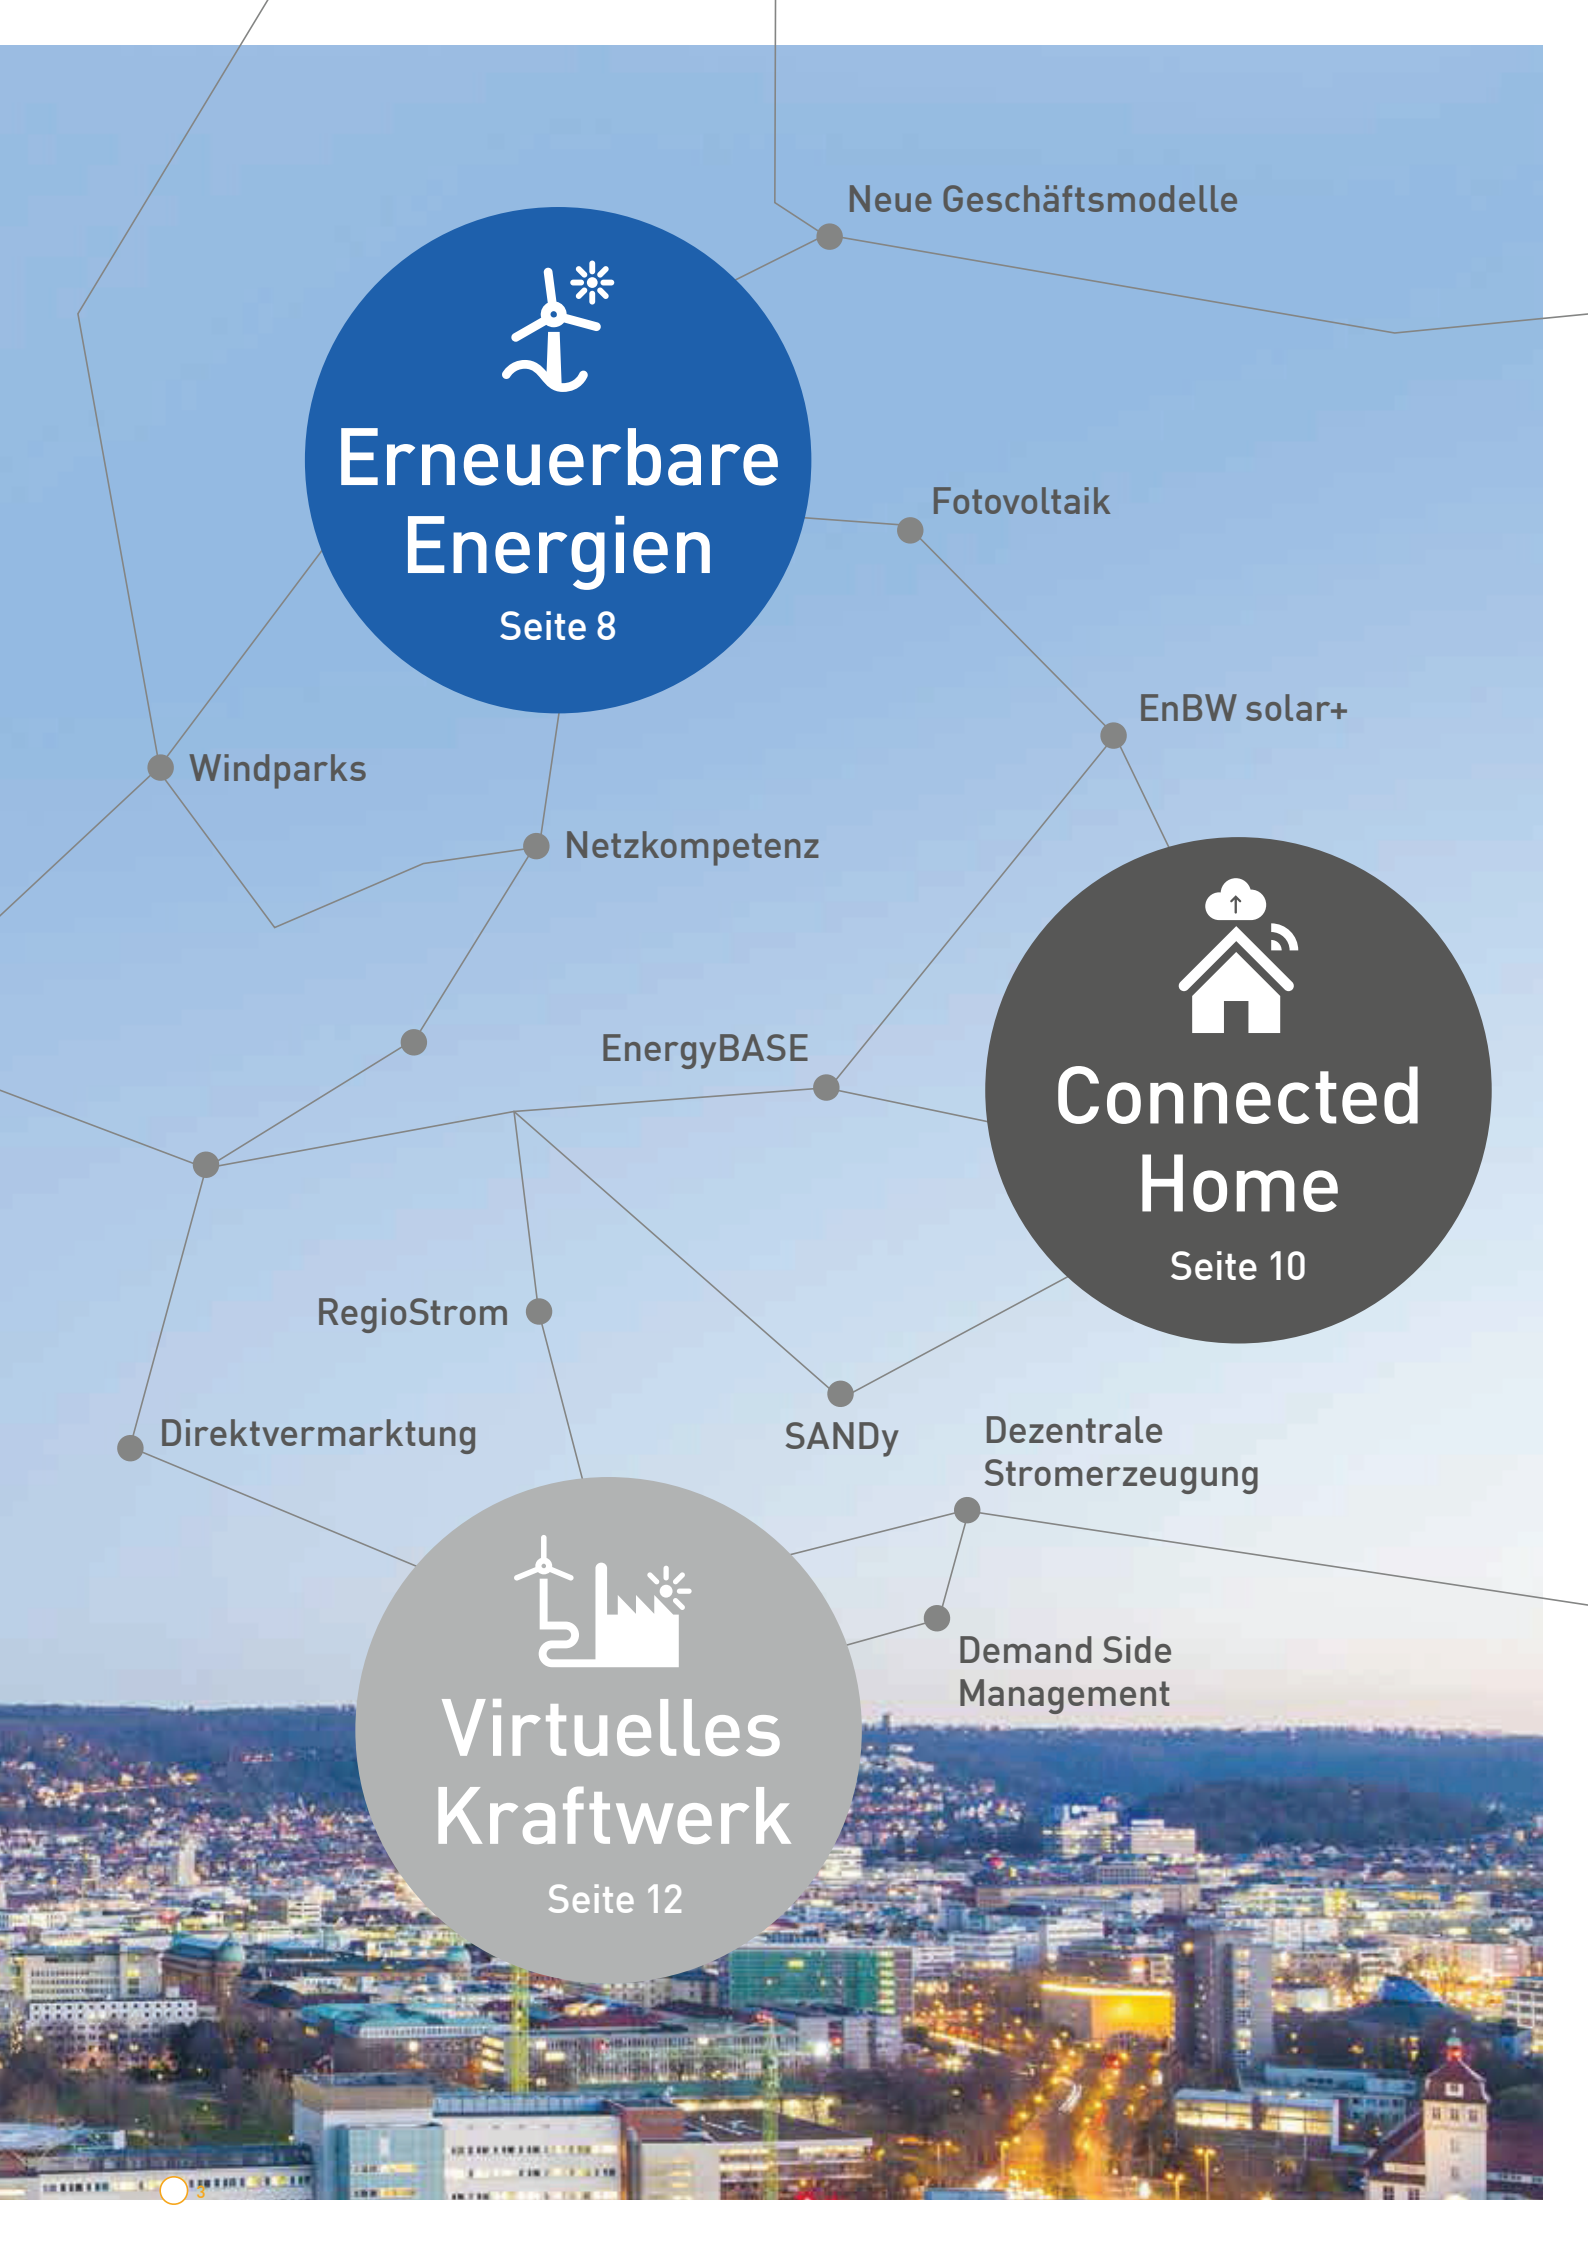 Neue Geschäftsmodelle
Erneuerbare
Energien
Seite 8
Fotovoltaik
EnBW solar+
Windparks
Netzkompetenz
EnergyBASE
Connected
Home
Seite 10
RegioStrom
Direktvermarktung
SANDy
Dezentrale
Stromerzeugung
Demand Side
Management
Virtuelles
Kraftwerk
Seite 12
3